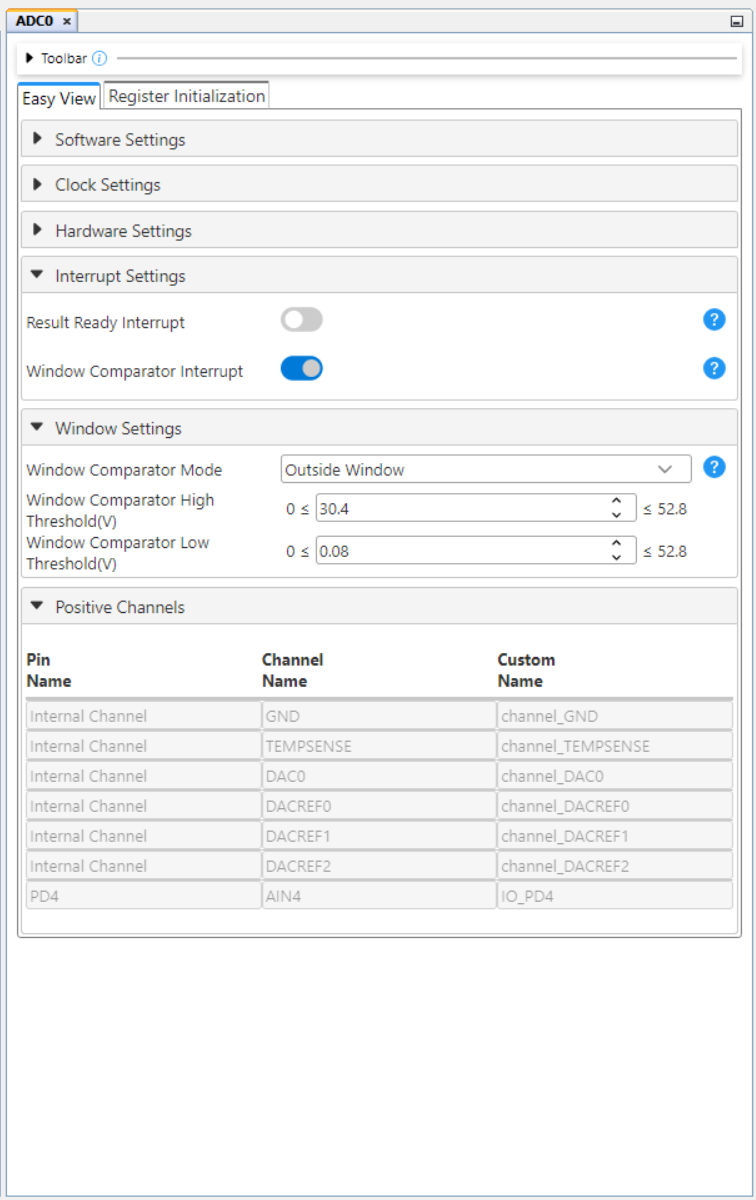 ADC0 ×
Toolbar
Easy View Register Initialization
Software Settings
Clock Settings
Hardware Settings
Interrupt Settings
Result Ready Interrupt ?
Window Comparator Interrupt ?
Window Settings
Window Comparator Mode Outside Window ?
Window Comparator High
Threshold(V) 0 ≤ 30.4 ≤ 52.8
Window Comparator Low
Threshold(V) 0 ≤ 0.08 ≤ 52.8
Positive Channels
Pin Name Channel Name Custom Name
Internal Channel GND channel_GND
Internal Channel TEMPSENSE channel_TEMPSENSE
Internal Channel DAC0 channel_DAC0
Internal Channel DACREF0 channel_DACREF0
Internal Channel DACREF1 channel_DACREF1
Internal Channel DACREF2 channel_DACREF2
PD4 AIN4 IO_PD4